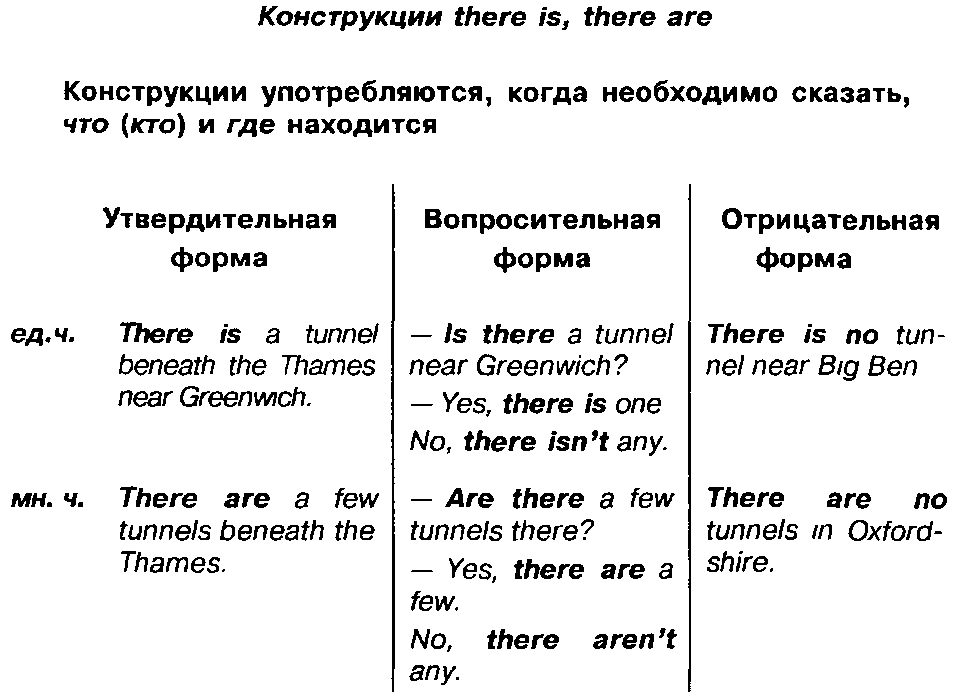 Конструкции there is, there are
Конструкции употребляются, когда необходимо сказать,
что (кто) и где находится
Утвердительная
форма
Вопросительная
форма
Отрицательная
форма
ед.ч.
There is a tunnel
beneath the Thames
near Greenwich.
— Is there a tunnel
near Greenwich?
— Yes, there is one
No, there isn't any.
There is no tun-
nel near Big Ben
мн. ч.
There are a few
tunnels beneath the
Thames.
— Are there a few
tunnels there?
— Yes, there are a
few.
No, there aren't
any.
There are no
tunnels in Oxford-
shire.